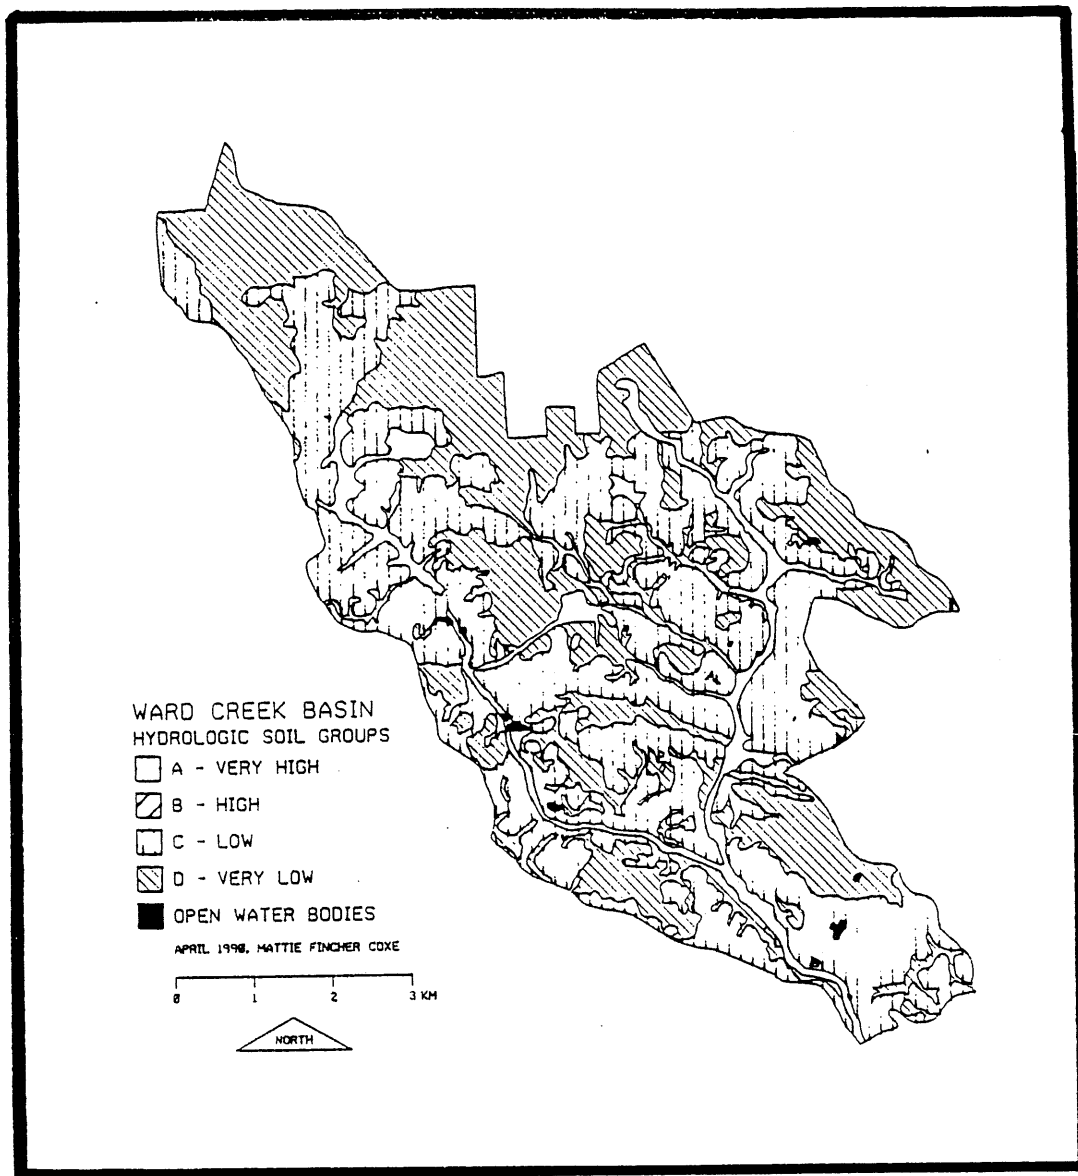 WARD CREEK BASIN
HYDROLOGIC SOIL GROUPS
A - VERY HIGH
B - HIGH
C - LOW
D - VERY LOW
OPEN WATER BODIES
APRIL 1990, MATTIE FINCHER COXE
0 1 2 3 KM
NORTH